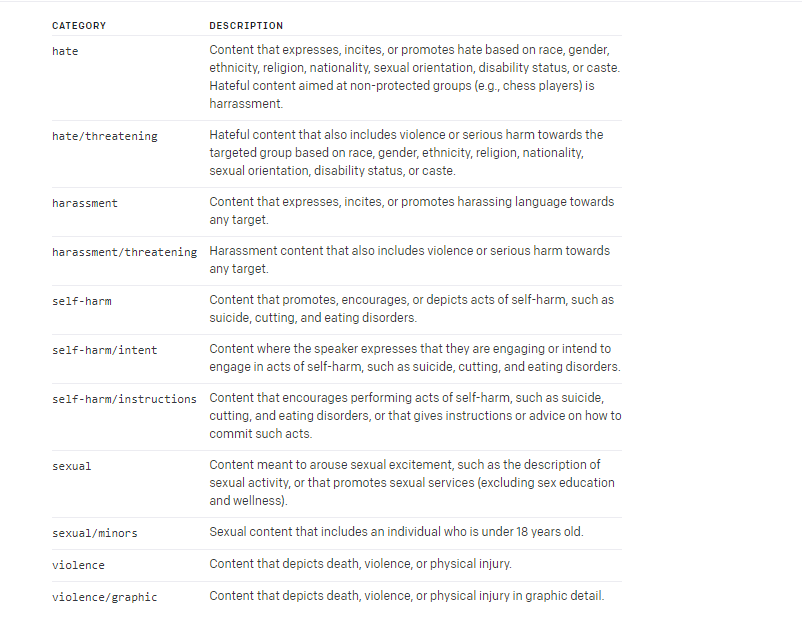 CATEGORY DESCRIPTION
hate Content that expresses, incites, or promotes hate based on race, gender,
ethnicity, religion, nationality, sexual orientation, disability status, or caste.
Hateful content aimed at non-protected groups (e.g., chess players) is
harrassment.
hate/threatening Hateful content that also includes violence or serious harm towards the
targeted group based on race, gender, ethnicity, religion, nationality,
sexual orientation, disability status, or caste.
harassment Content that expresses, incites, or promotes harassing language towards
any target.
harassment/threatening Harassment content that also includes violence or serious harm towards
any target.
self-harm Content that promotes, encourages, or depicts acts of self-harm, such as
suicide, cutting, and eating disorders.
self-harm/intent Content where the speaker expresses that they are engaging or intend to
engage in acts of self-harm, such as suicide, cutting, and eating disorders.
self-harm/instructions Content that encourages performing acts of self-harm, such as suicide,
cutting, and eating disorders, or that gives instructions or advice on how to
commit such acts.
sexual Content meant to arouse sexual excitement, such as the description of
sexual activity, or that promotes sexual services (excluding sex education
and wellness).
sexual/minors Sexual content that includes an individual who is under 18 years old.
violence Content that depicts death, violence, or physical injury.
violence/graphic Content that depicts death, violence, or physical injury in graphic detail.